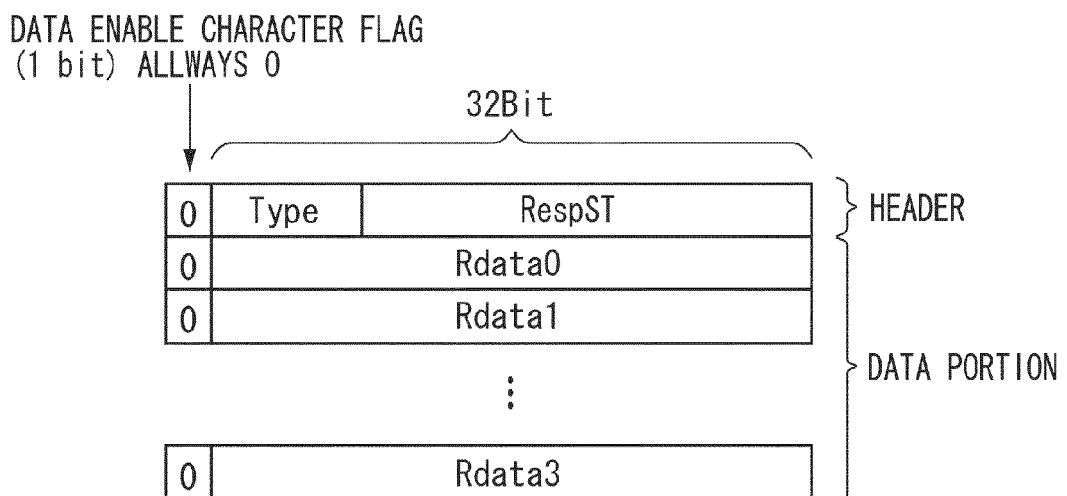 DATA ENABLE CHARACTER FLAG
(1 bit) ALLWAYS 0
32Bit
0 Type RespST
HEADER
0 Rdata0
0 Rdata1
DATA PORTION
⋮
0 Rdata3